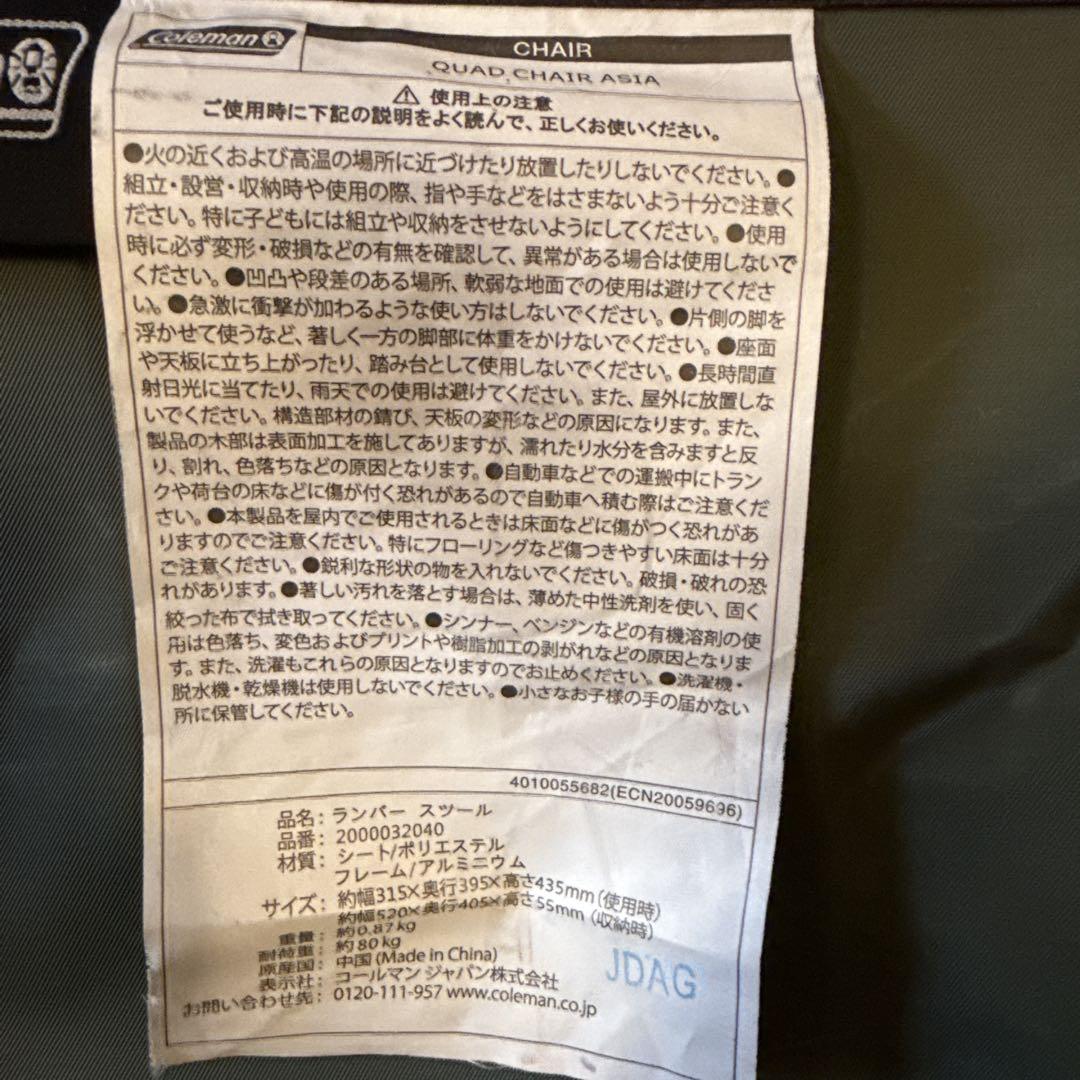 Coleman
CHAIR
QUAD CHAIR ASIA
⚠ 使用上の注意
ご使用時に下記の説明をよく読んで、正しくお使いください。
●火の近くおよび高温の場所に近づけたり放置したりしないでください。●
組立・設営・収納時や使用の際、指や手などをはさまないよう十分ご注意く
ださい。特に子どもには組立や収納をさせないようにしてください。●使用
時に必ず変形・破損などの有無を確認して、異常がある場合は使用しないで
ください。●凹凸や段差のある場所、軟弱な地面での使用は避けてくださ
い。●急激に衝撃が加わるような使い方はしないでください。●片側の脚を
浮かせて使うなど、著しく一方の脚部に体重をかけないでください。●座面
や天板に立ち上がったり、踏み台として使用しないでください。●長時間直
射日光に当てたり、雨天での使用は避けてください。また、屋外に放置しな
いでください。構造部材の錆び、天板の変形などの原因になります。また、
製品の木部は表面加工を施してありますが、濡れたり水分を含みますと反
り、割れ、色落ちなどの原因となります。●自動車などでの運搬中にトラン
クや荷台の床などに傷が付く恐れがあるので自動車へ積む際はご注意くだ
さい。●本製品を屋内でご使用されるときは床面などに傷がつく恐れがあ
りますのでご注意ください。特にフローリングなど傷つきやすい床面は十分
ご注意ください。●鋭利な形状の物を入れないでください。破損・破れの恐
れがあります。●著しい汚れを落とす場合は、薄めた中性洗剤を使い、固く
絞った布で拭き取ってください。●シンナー、ベンジンなどの有機溶剤の使
用は色落ち、変色およびプリントや樹脂加工の剥がれなどの原因となりま
す。また、洗濯もこれらの原因となりますのでお止めください。●洗濯機・
脱水機・乾燥機は使用しないでください。●小さなお子様の手の届かない
所に保管してください。
4010055682(ECN20059696)
品名：ランバー スツール
品番：2000032040
材質：シート/ポリエステル
フレーム/アルミニウム
サイズ：約幅315×奥行395×高さ435mm（使用時）
約幅520×奥行405×高さ55mm（収納時）
重量：約0.87kg
耐荷重：約80kg
原産国：中国 (Made in China)
表示社：コールマン ジャパン株式会社
お問い合わせ先：0120-111-957 www.coleman.co.jp
JDAG